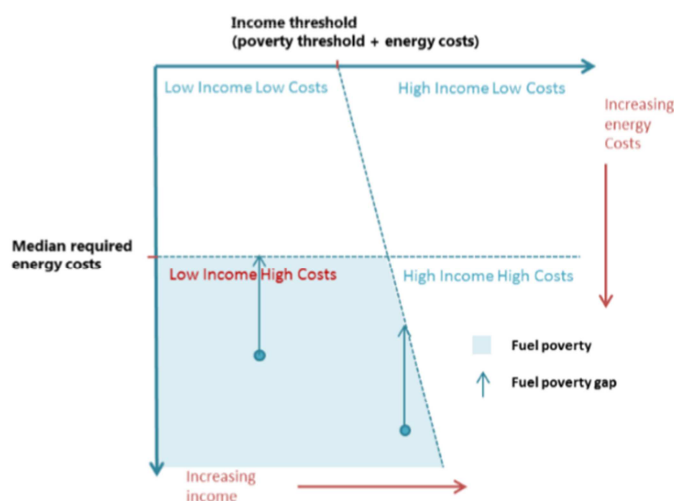 Income threshold
(poverty threshold + energy costs)
Low Income Low Costs
High Income Low Costs
Increasing
energy
Costs
Median required
energy costs
Low Income High Costs
High Income High Costs
Fuel poverty
Fuel poverty gap
Increasing
income